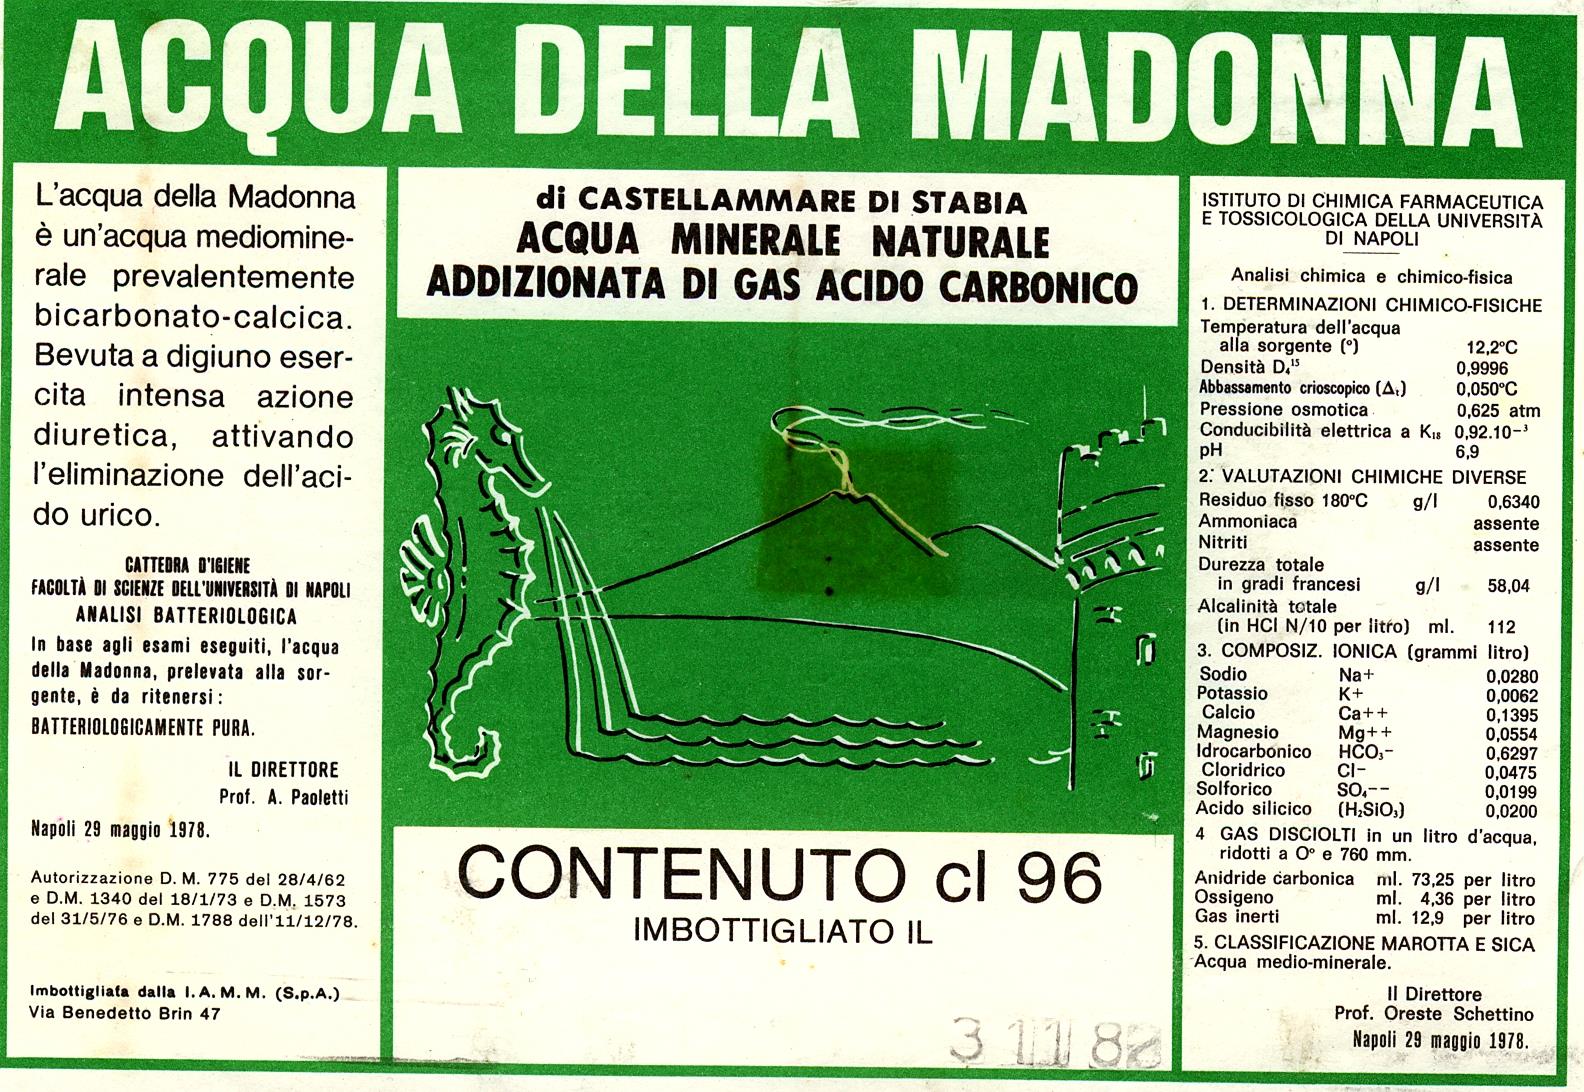 ACQUA DELLA MADONNA
L'acqua della Madonna
è un'acqua mediomine-
rale prevalentemente
bicarbonato-calcica.
Bevuta a digiuno eser-
cita intensa azione
diuretica, attivando
l'eliminazione dell'aci-
do urico.
CATTEDRA D'IGIENE
FACOLTÀ DI SCIENZE DELL'UNIVERSITÀ DI NAPOLI
ANALISI BATTERIOLOGICA
In base agli esami eseguiti, l'acqua
della Madonna, prelevata alla sor-
gente, è da ritenersi:
BATTERIOLOGICAMENTE PURA.
IL DIRETTORE
Prof. A. Paoletti
Napoli 29 maggio 1978.
Autorizzazione D. M. 775 del 28/4/62
e D.M. 1340 del 18/1/73 e D.M. 1573
del 31/5/76 e D.M. 1788 dell'11/12/78.
Imbottigliata dalla I.A.M.M. (S.p.A.)
Via Benedetto Brin 47
di CASTELLAMMARE DI STABIA
ACQUA MINERALE NATURALE
ADDIZIONATA DI GAS ACIDO CARBONICO
CONTENUTO cl 96
IMBOTTIGLIATO IL
3 11 82
ISTITUTO DI CHIMICA FARMACEUTICA
E TOSSICOLOGICA DELLA UNIVERSITÀ
DI NAPOLI
Analisi chimica e chimico-fisica
1. DETERMINAZIONI CHIMICO-FISICHE
Temperatura dell'acqua
alla sorgente (°) 12,2°C
Densità D₄¹⁵ 0,9996
Abbassamento crioscopico (Δₜ) 0,050°C
Pressione osmotica 0,625 atm
Conducibilità elettrica a K₁₈ 0,92.10⁻³
pH 6,9
2. VALUTAZIONI CHIMICHE DIVERSE
Residuo fisso 180°C g/l 0,6340
Ammoniaca assente
Nitriti assente
Durezza totale
in gradi francesi g/l 58,04
Alcalinità totale
(in HCl N/10 per litro) ml. 112
3. COMPOSIZ. IONICA (grammi litro)
Sodio Na+ 0,0280
Potassio K+ 0,0062
Calcio Ca++ 0,1395
Magnesio Mg++ 0,0554
Idrocarbonico HCO₃- 0,6297
Cloridrico Cl- 0,0475
Solforico SO₄-- 0,0199
Acido silicico (H₂SiO₃) 0,0200
4 GAS DISCIOLTI in un litro d'acqua,
ridotti a 0° e 760 mm.
Anidride carbonica ml. 73,25 per litro
Ossigeno ml. 4,36 per litro
Gas inerti ml. 12,9 per litro
5. CLASSIFICAZIONE MAROTTA E SICA
Acqua medio-minerale.
Il Direttore
Prof. Oreste Schettino
Napoli 29 maggio 1978.